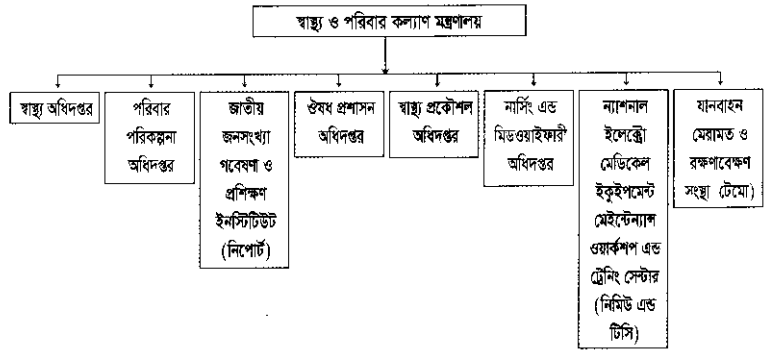 স্বাস্থ্য ও পরিবার কল্যাণ মন্ত্রণালয়
স্বাস্থ্য অধিদপ্তর
পরিবার
পরিকল্পনা
অধিদপ্তর
জাতীয়
জনসংখ্যা
গবেষণা ও
প্রশিক্ষণ
ইনস্টিটিউট
(নিপোর্ট)
ঔষধ প্রশাসন
অধিদপ্তর
স্বাস্থ্য প্রকৌশল
অধিদপ্তর
নার্সিং এন্ড
মিডওয়াইফারী
অধিদপ্তর
ন্যাশনাল
ইলেক্ট্রো
মেডিকেল
ইকুইপমেন্ট
মেইন্টেন্যান্স
ওয়ার্কশপ এন্ড
ট্রেনিং সেন্টার
(নিমিউ এন্ড
টিসি)
যানবাহন
মেরামত ও
রক্ষণাবেক্ষণ
সংস্থা (টেমো)